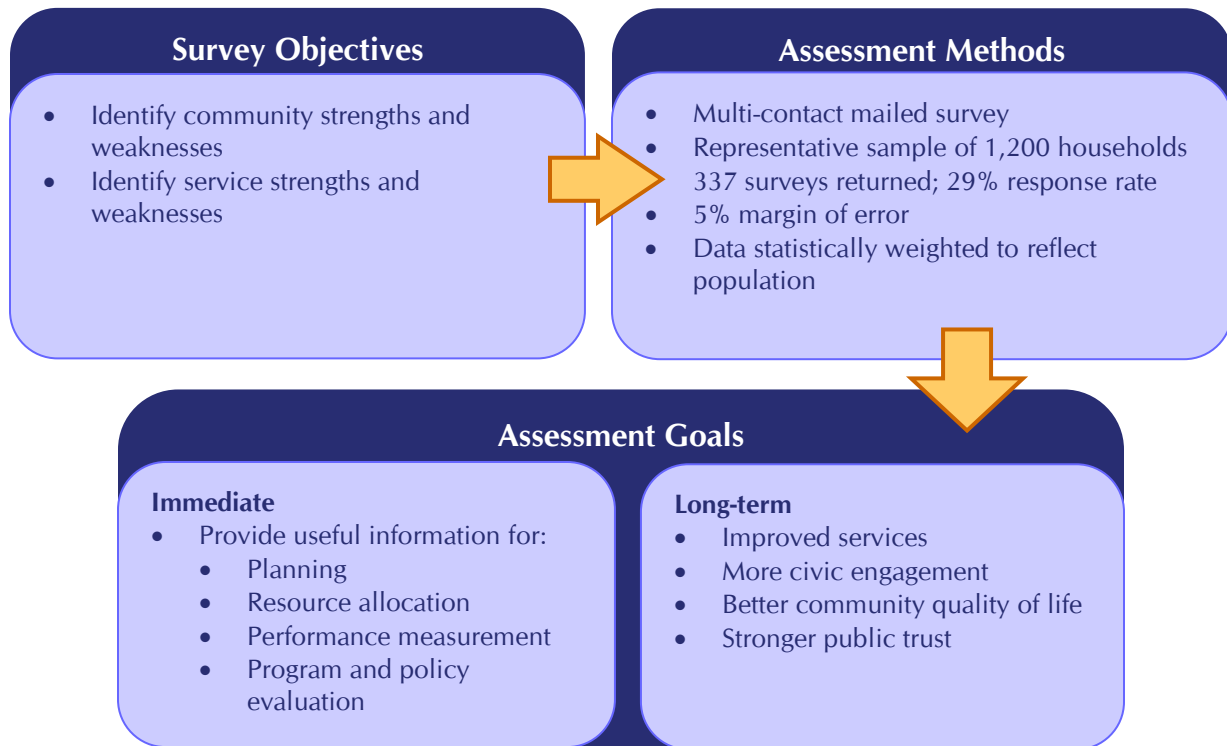 Survey Objectives
• Identify community strengths and
weaknesses
• Identify service strengths and
weaknesses
Assessment Methods
• Multi-contact mailed survey
• Representative sample of 1,200 households
337 surveys returned; 29% response rate
• 5% margin of error
• Data statistically weighted to reflect
population
Assessment Goals
Immediate
• Provide useful information for:
• Planning
• Resource allocation
• Performance measurement
• Program and policy
evaluation
Long-term
• Improved services
• More civic engagement
• Better community quality of life
• Stronger public trust